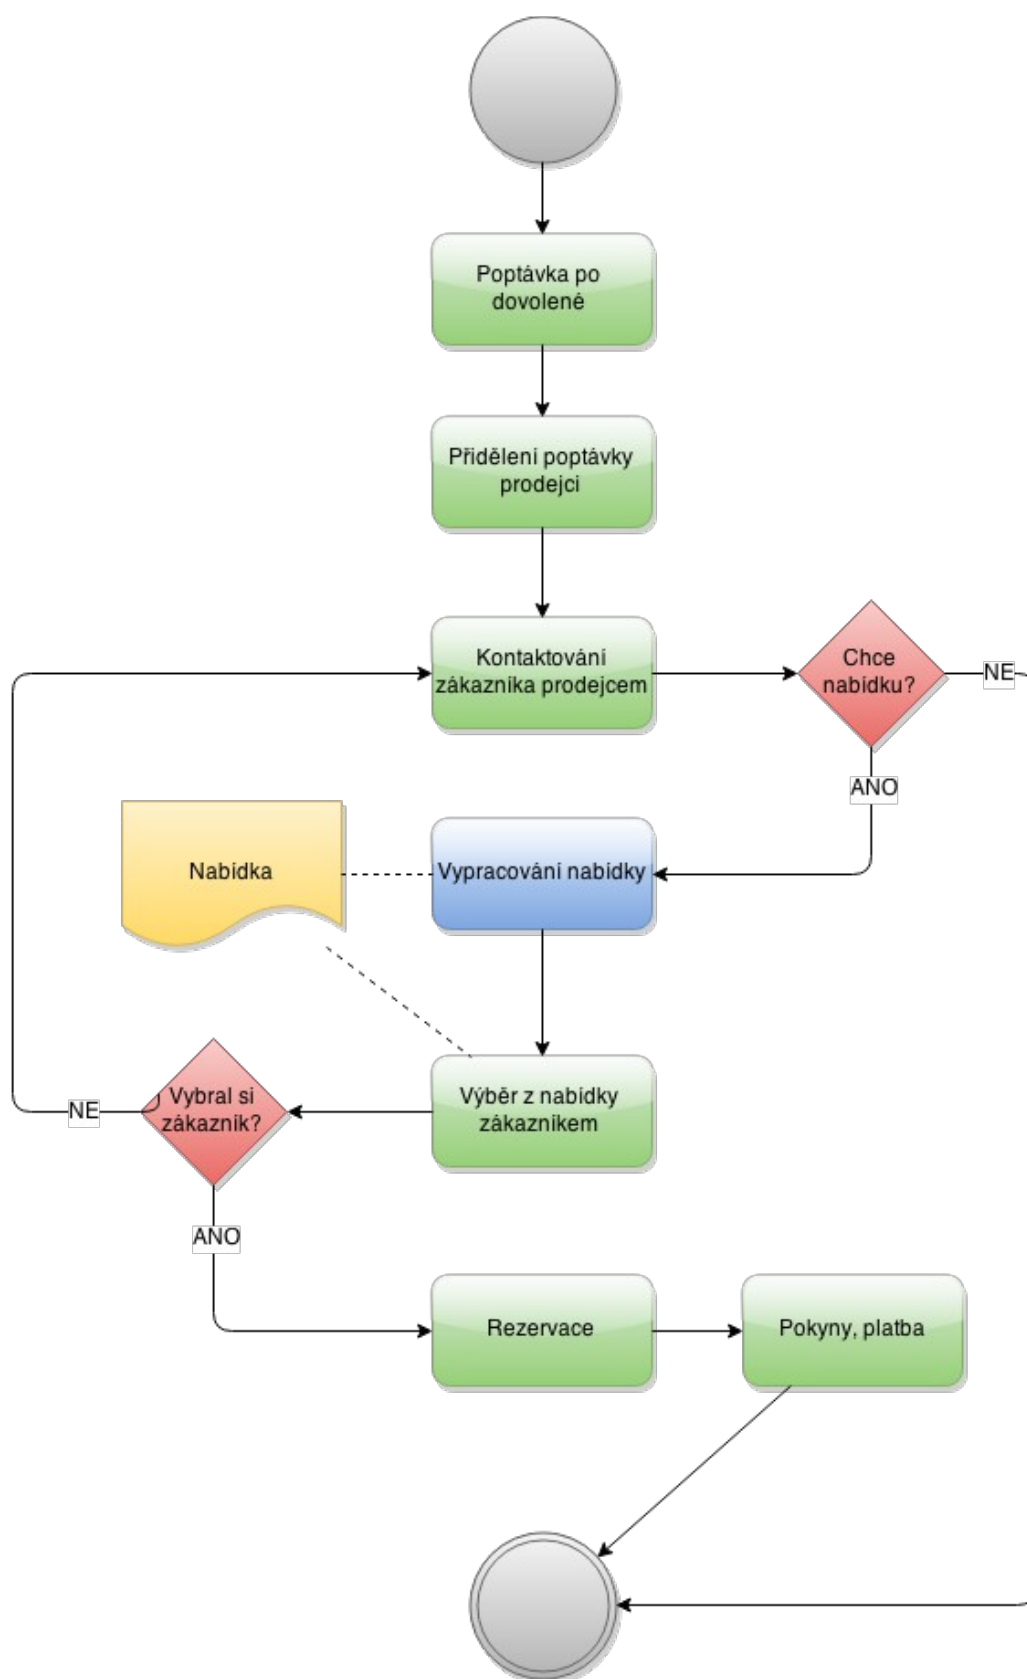 Poptávka po
dovolené
Přidělení poptávky
prodejci
Kontaktování
zákazníka prodejcem
Chce
nabídku?
NE
ANO
Nabídka
Vypracování nabídky
Vybral si
zákazník?
NE
Výběr z nabídky
zákazníkem
ANO
Rezervace
Pokyny, platba